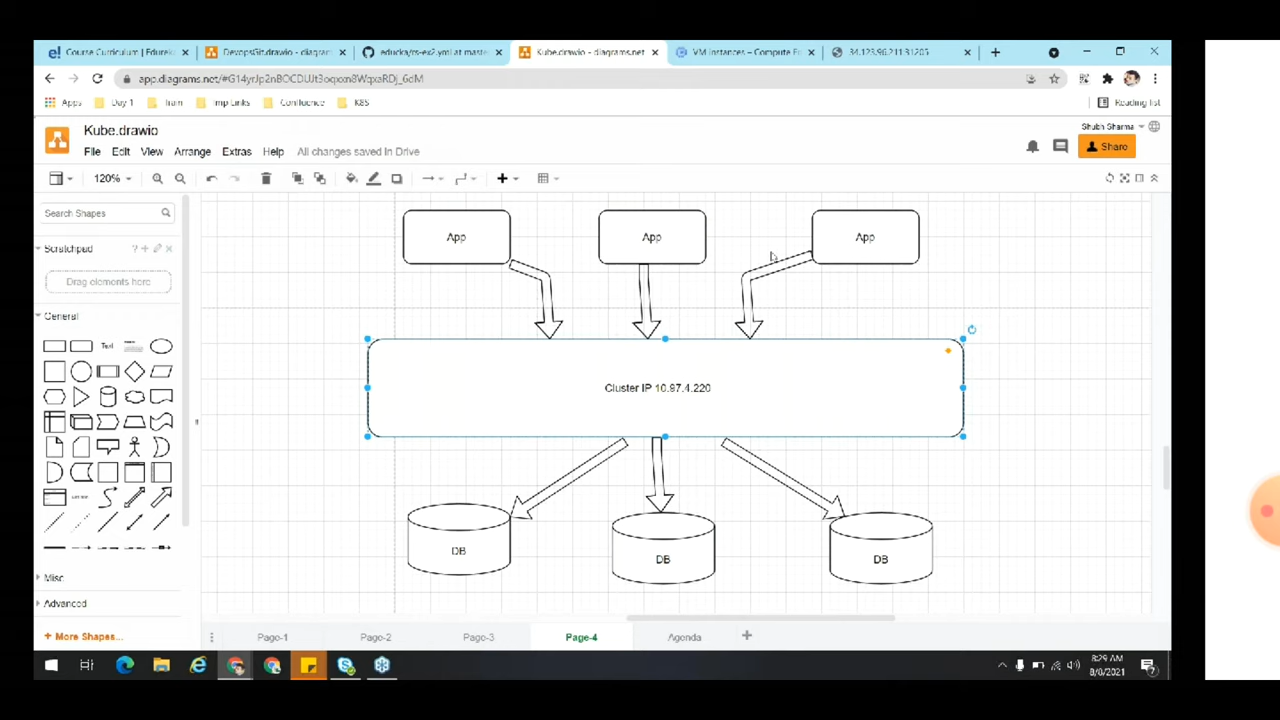 Course Curriculum | Edureka
DevopsGit.drawio - diagrams
educka/rs-ex2.yml at master
Kube.drawio - diagrams.net
VM instances – Compute E
34.123.96.211:31205
app.diagrams.net/
Apps
Day 1
Train
Imp Links
Confluence
K8S
Reading list
Kube.drawio
Shubh Sharma
File
Edit
View
Arrange
Extras
Help
All changes saved in Drive
Share
120%
Search Shapes
Scratchpad
Drag elements here
General
Text
Misc
Advanced
+ More Shapes...
App
App
App
Cluster IP 10.97.4.220
DB
DB
DB
Page-1
Page-2
Page-3
Page-4
Agenda
8:29 AM
8/8/2021